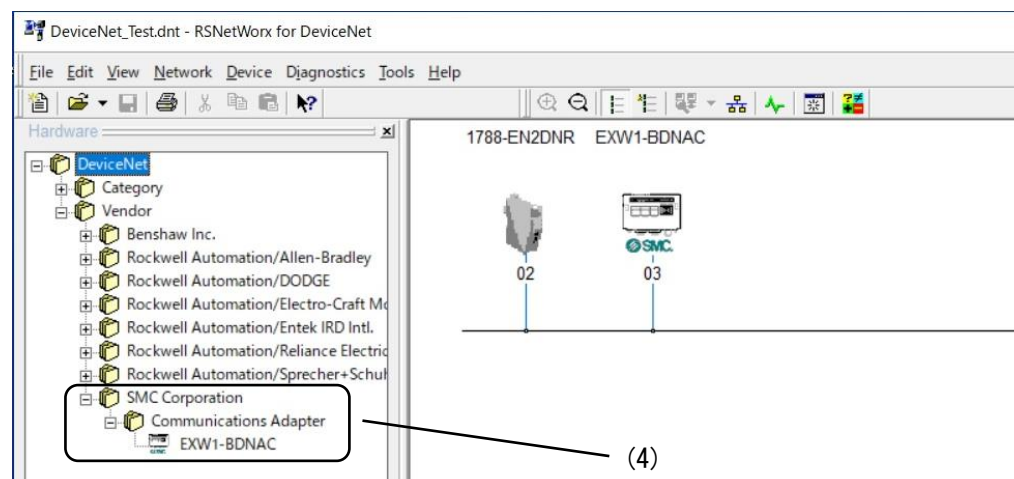 DeviceNet_Test.dnt - RSNetWorx for DeviceNet
File Edit View Network Device Diagnostics Tools Help
Hardware
DeviceNet
Category
Vendor
Benshaw Inc.
Rockwell Automation/Allen-Bradley
Rockwell Automation/DODGE
Rockwell Automation/Electro-Craft Mo
Rockwell Automation/Entek IRD Intl.
Rockwell Automation/Reliance Electric
Rockwell Automation/Sprecher+Schuh
SMC Corporation
Communications Adapter
EXW1-BDNAC
1788-EN2DNR EXW1-BDNAC
SMC
02 03
(4)